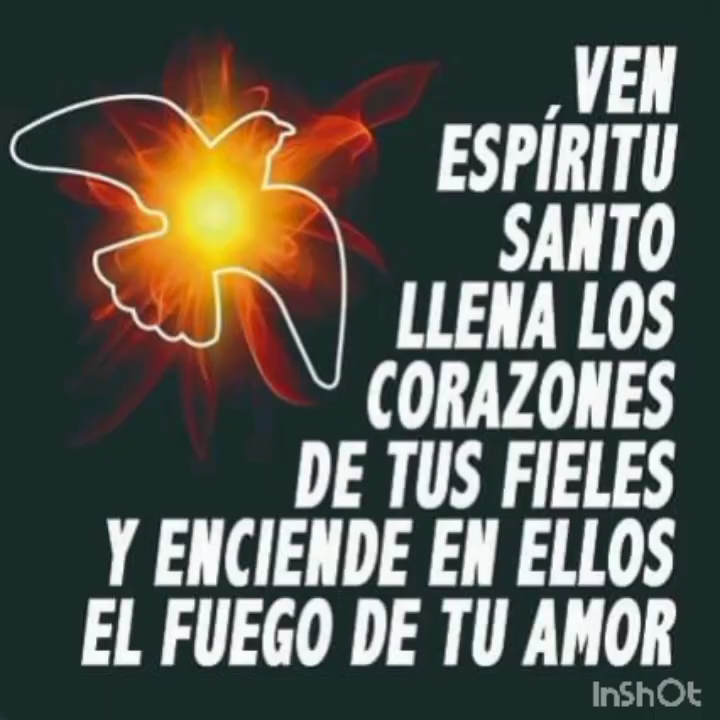 VEN
ESPÍRITU
SANTO
LLENA LOS
CORAZONES
DE TUS FIELES
Y ENCIENDE EN ELLOS
EL FUEGO DE TU AMOR
InShOt